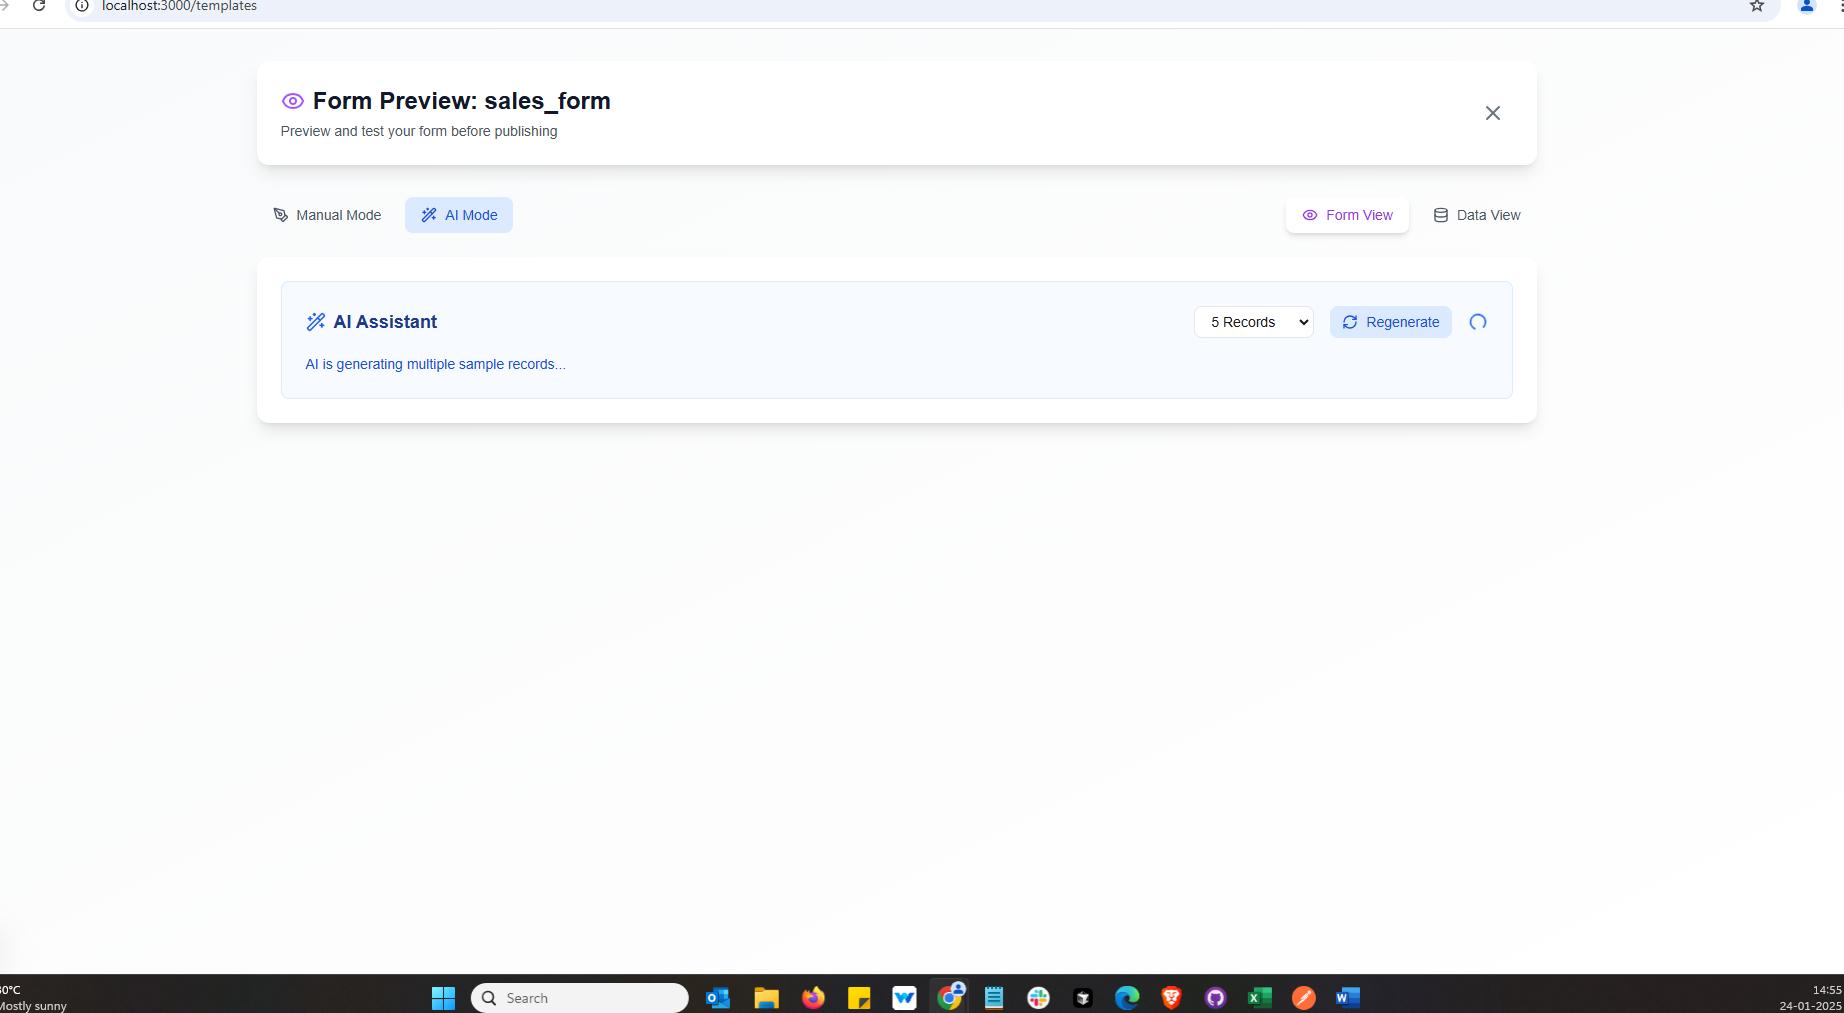 localhost:3000/templates
Form Preview: sales_form
Preview and test your form before publishing
Manual Mode
AI Mode
Form View
Data View
AI Assistant
5 Records
Regenerate
AI is generating multiple sample records...
Mostly sunny
Search
14:55
24-01-2025